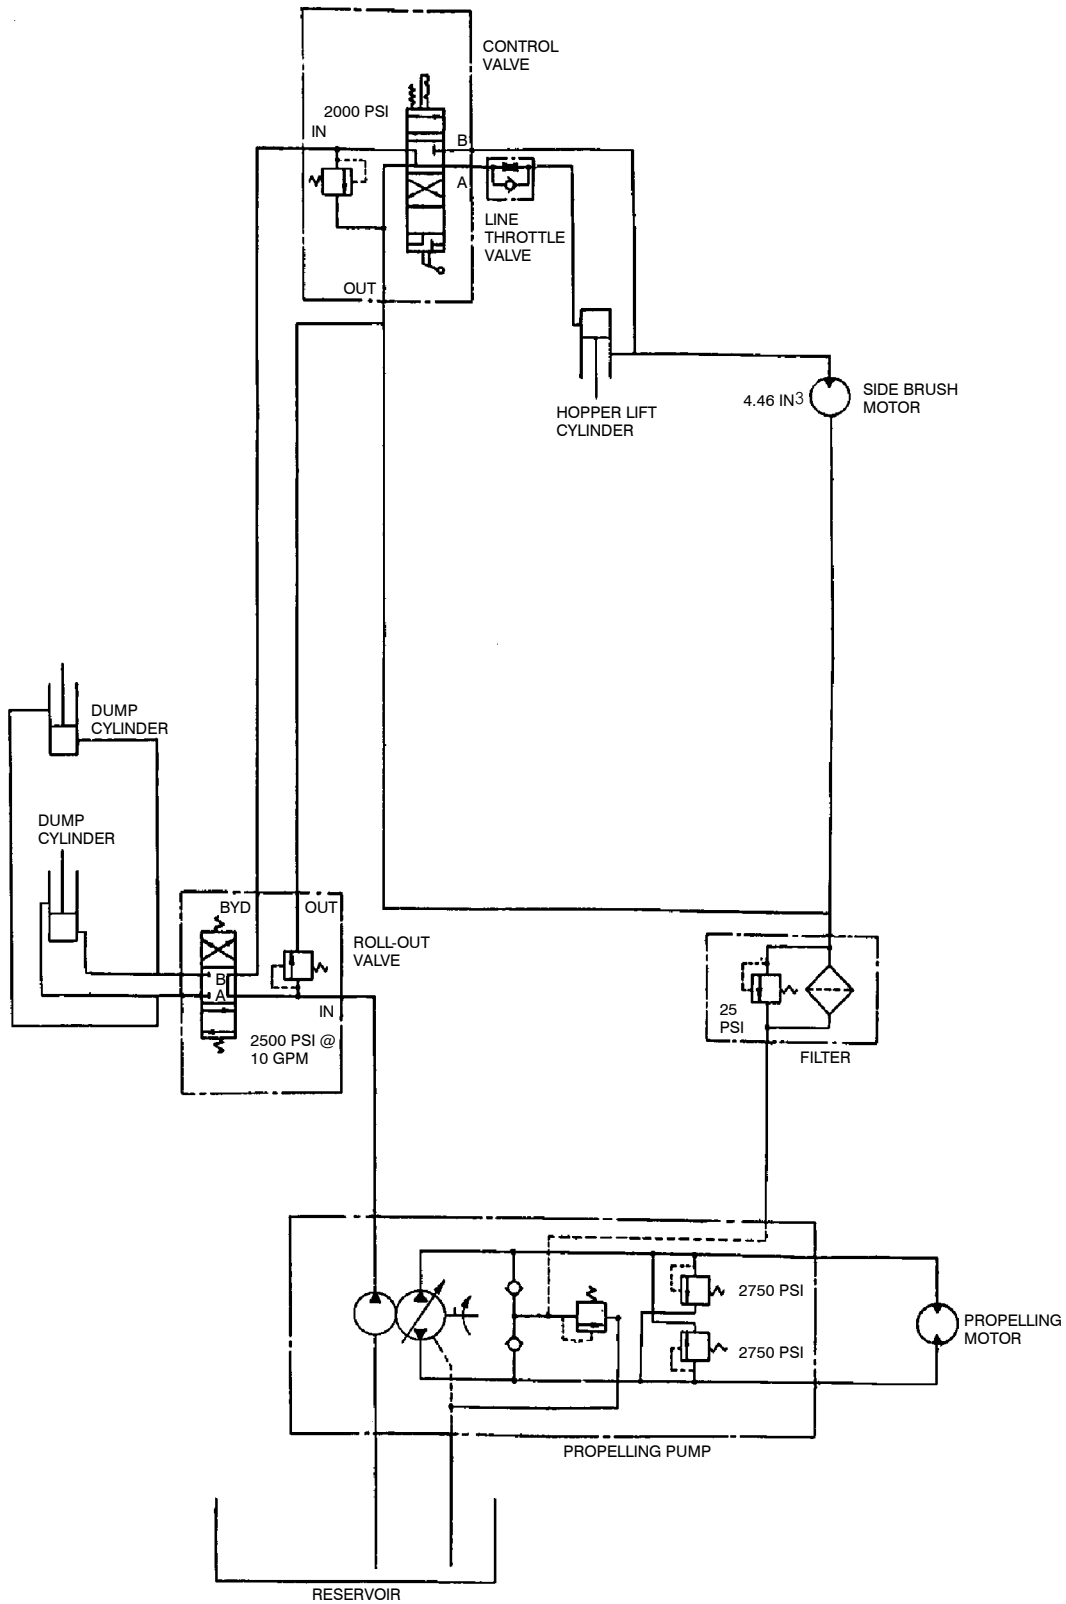 CONTROL
VALVE
2000 PSI
IN
B
A
LINE
THROTTLE
VALVE
OUT
4.46 IN3
SIDE BRUSH
MOTOR
HOPPER LIFT
CYLINDER
DUMP
CYLINDER
DUMP
CYLINDER
BYD
OUT
ROLL-OUT
VALVE
B
A
IN
2500 PSI @
10 GPM
25
PSI
FILTER
2750 PSI
PROPELLING
MOTOR
2750 PSI
PROPELLING PUMP
RESERVOIR